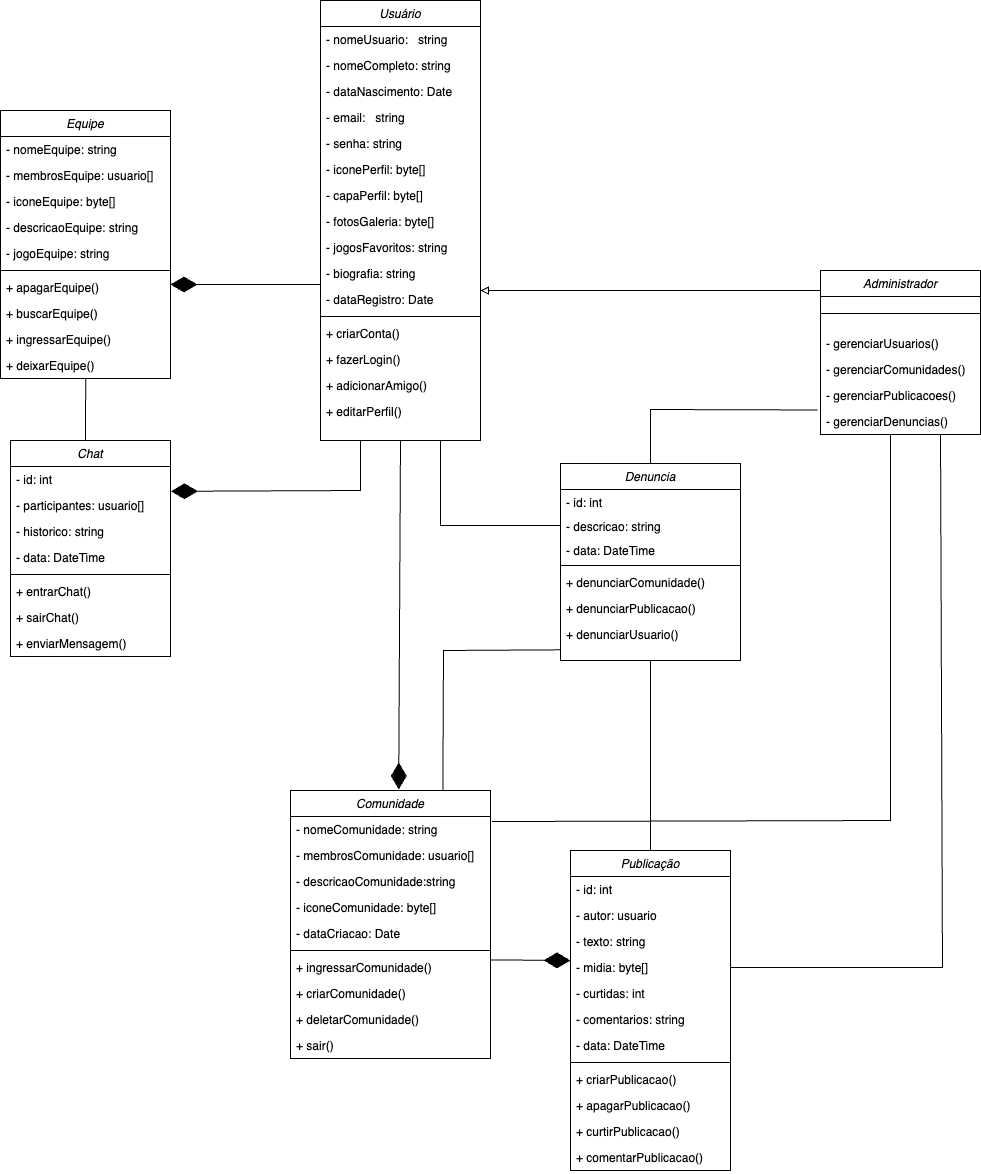 Usuário
- nomeUsuario:   string
- nomeCompleto: string
- dataNascimento: Date
- email:   string
- senha: string
- iconePerfil: byte[]
- capaPerfil: byte[]
- fotosGaleria: byte[]
- jogosFavoritos: string
- biografia: string
- dataRegistro: Date
+ criarConta()
+ fazerLogin()
+ adicionarAmigo()
+ editarPerfil()
Equipe
- nomeEquipe: string
- membrosEquipe: usuario[]
- iconeEquipe: byte[]
- descricaoEquipe: string
- jogoEquipe: string
+ apagarEquipe()
+ buscarEquipe()
+ ingressarEquipe()
+ deixarEquipe()
Administrador
- gerenciarUsuarios()
- gerenciarComunidades()
- gerenciarPublicacoes()
- gerenciarDenuncias()
Chat
- id: int
- participantes: usuario[]
- historico: string
- data: DateTime
+ entrarChat()
+ sairChat()
+ enviarMensagem()
Denuncia
- id: int
- descricao: string
- data: DateTime
+ denunciarComunidade()
+ denunciarPublicacao()
+ denunciarUsuario()
Comunidade
- nomeComunidade: string
- membrosComunidade: usuario[]
- descricaoComunidade:string
- iconeComunidade: byte[]
- dataCriacao: Date
+ ingressarComunidade()
+ criarComunidade()
+ deletarComunidade()
+ sair()
Publicação
- id: int
- autor: usuario
- texto: string
- midia: byte[]
- curtidas: int
- comentarios: string
- data: DateTime
+ criarPublicacao()
+ apagarPublicacao()
+ curtirPublicacao()
+ comentarPublicacao()